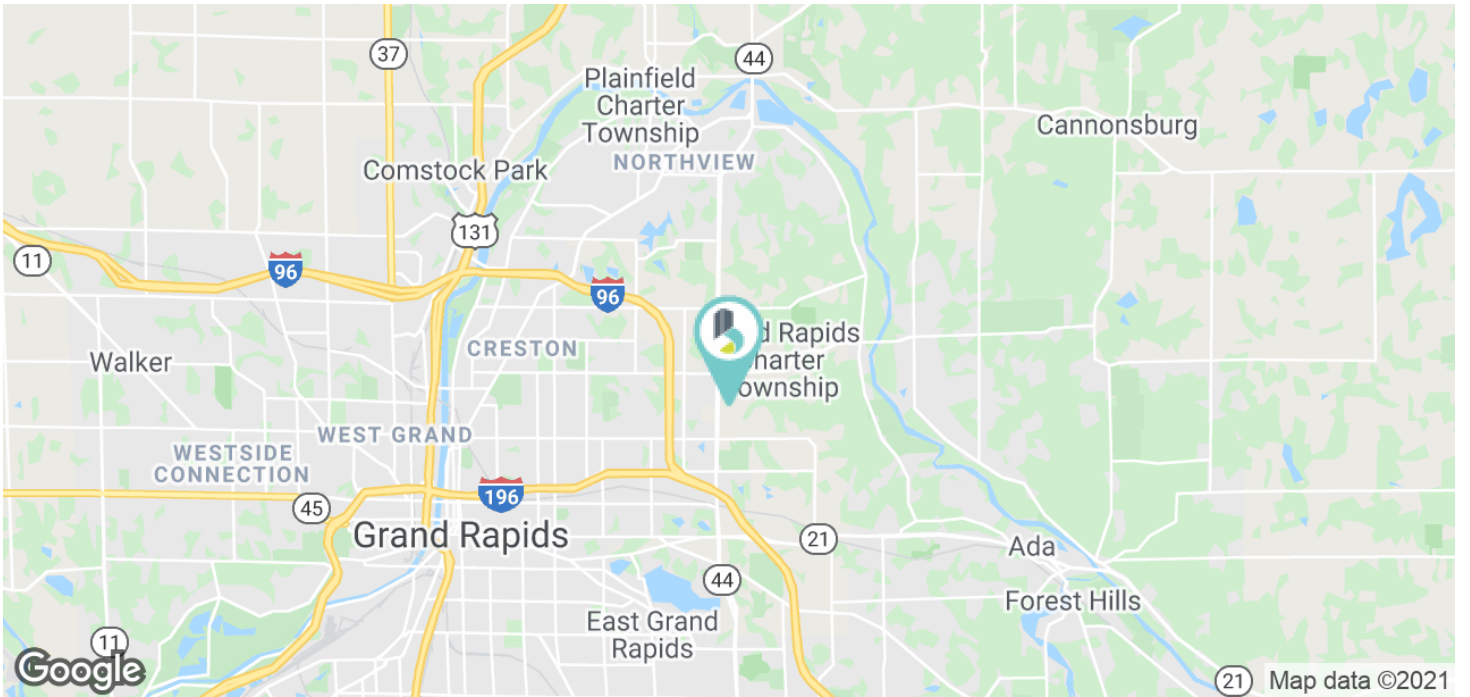 37
44
Plainfield
Charter
Township
Cannonsburg
NORTHVIEW
Comstock Park
131
11
96
96
d Rapids
harter
ownship
CRESTON
Walker
WEST GRAND
WESTSIDE
CONNECTION
196
45
Grand Rapids
21
Ada
44
Forest Hills
East Grand
Rapids
11
Google
21
Map data ©2021